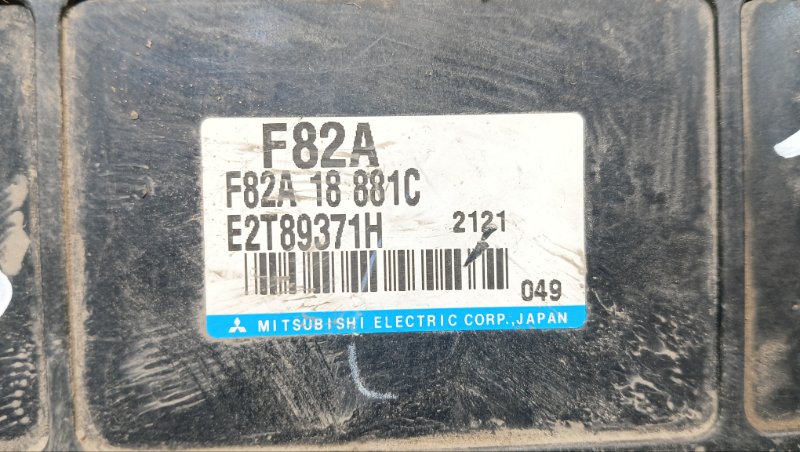 F82A
F82A 18 881C
E2T89371H 2121
049
MITSUBISHI ELECTRIC CORP.,JAPAN